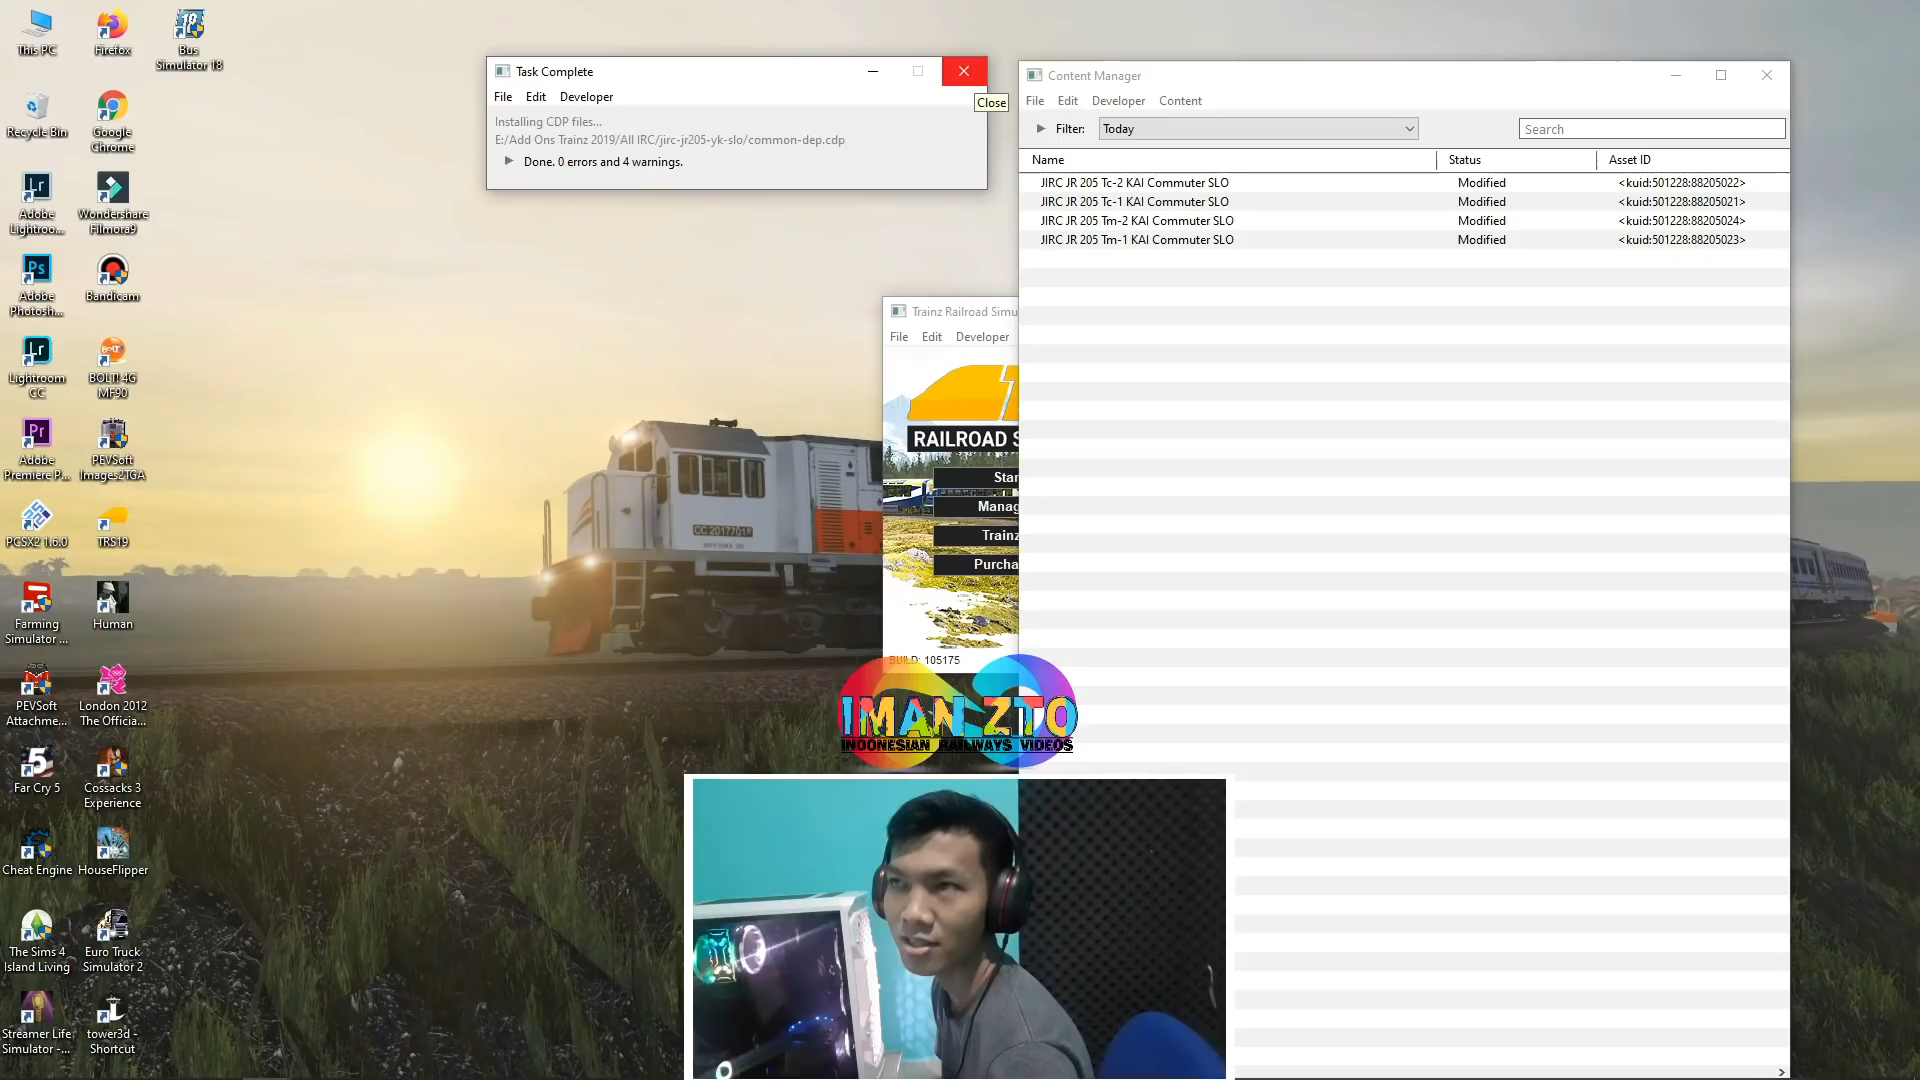 This PC
Firefox
Bus
Simulator 18
Recycle Bin
Google
Chrome
Adobe
Lightroo...
Wondershare
Filmora9
Adobe
Photosh...
Bandicam
Lightroom
CC
BOLT! 4G
MF90
Adobe
Premiere P...
PEVSoft
Images2TGA
PCSX2 1.6.0
TRS19
Farming
Simulator ...
Human
PEVSoft
Attachme...
London 2012
The Officia...
Far Cry 5
Cossacks 3
Experience
Cheat Engine
HouseFlipper
The Sims 4
Island Living
Euro Truck
Simulator 2
Streamer Life
Simulator -...
tower3d -
Shortcut
Task Complete
File Edit Developer
Close
Installing CDP files...
E:/Add Ons Trainz 2019/All IRC/jirc-jr205-yk-slo/common-dep.cdp
Done. 0 errors and 4 warnings.
Content Manager
File Edit Developer Content
Filter: Today Search
Name Status Asset ID
JIRC JR 205 Tc-2 KAI Commuter SLO Modified <kuid:501228:88205022>
JIRC JR 205 Tc-1 KAI Commuter SLO Modified <kuid:501228:88205021>
JIRC JR 205 Tm-2 KAI Commuter SLO Modified <kuid:501228:88205024>
JIRC JR 205 Tm-1 KAI Commuter SLO Modified <kuid:501228:88205023>
Trainz Railroad Simu
File Edit Developer
RAILROAD S
Star
Manag
Trainz
Purcha
BUILD: 105175
IMAN ZTO
INDONESIAN RAILWAYS VIDEOS